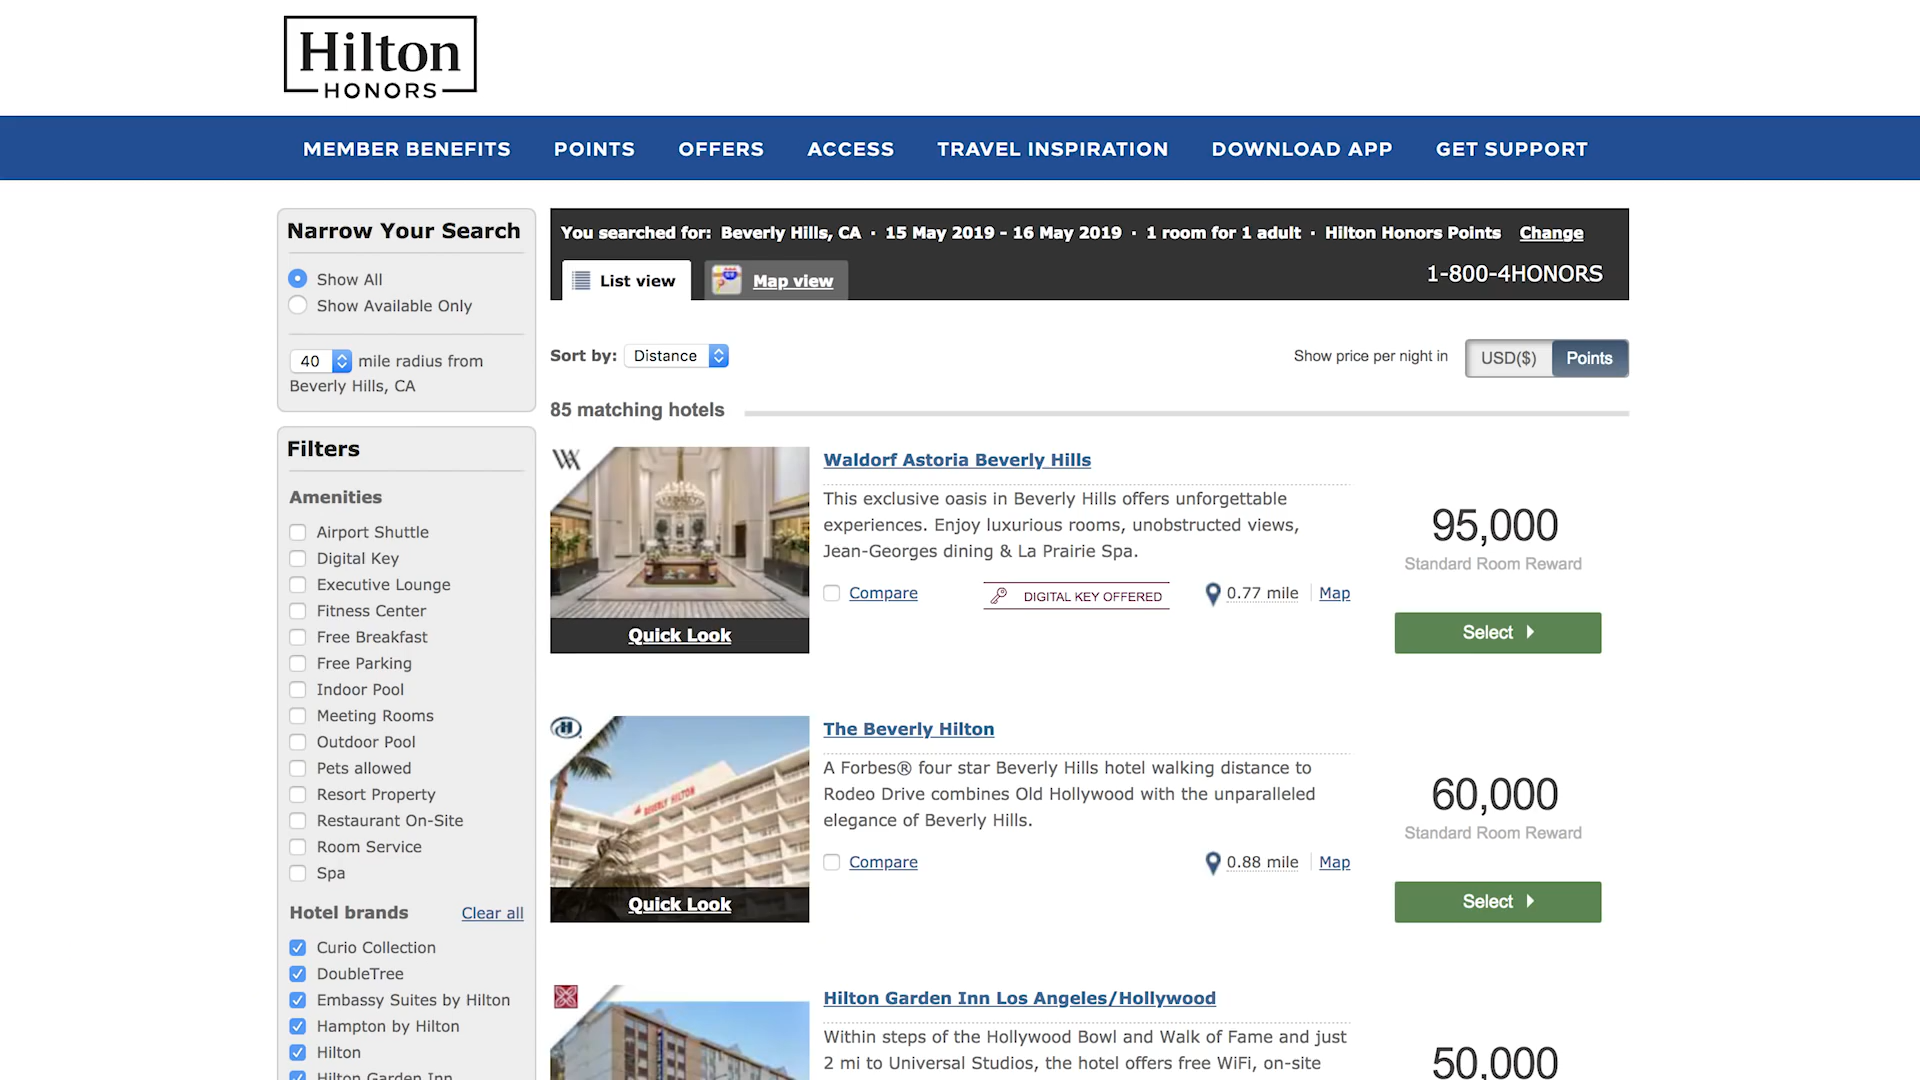 Hilton
HONORS
MEMBER BENEFITS POINTS OFFERS ACCESS TRAVEL INSPIRATION DOWNLOAD APP GET SUPPORT
Narrow Your Search
Show All
Show Available Only
40 mile radius from
Beverly Hills, CA
Filters
Amenities
Airport Shuttle
Digital Key
Executive Lounge
Fitness Center
Free Breakfast
Free Parking
Indoor Pool
Meeting Rooms
Outdoor Pool
Pets allowed
Resort Property
Restaurant On-Site
Room Service
Spa
Hotel brands Clear all
Curio Collection
DoubleTree
Embassy Suites by Hilton
Hampton by Hilton
Hilton
Hilton Garden Inn
You searched for: Beverly Hills, CA · 15 May 2019 - 16 May 2019 · 1 room for 1 adult · Hilton Honors Points Change
List view Map view 1-800-4HONORS
Sort by: Distance Show price per night in USD($) Points
85 matching hotels
Waldorf Astoria Beverly Hills
This exclusive oasis in Beverly Hills offers unforgettable
experiences. Enjoy luxurious rooms, unobstructed views,
Jean-Georges dining & La Prairie Spa.
Compare DIGITAL KEY OFFERED 0.77 mile Map
Quick Look
95,000
Standard Room Reward
Select
The Beverly Hilton
A Forbes® four star Beverly Hills hotel walking distance to
Rodeo Drive combines Old Hollywood with the unparalleled
elegance of Beverly Hills.
Compare 0.88 mile Map
BEVERLY HILTON
Quick Look
60,000
Standard Room Reward
Select
Hilton Garden Inn Los Angeles/Hollywood
Within steps of the Hollywood Bowl and Walk of Fame and just
2 mi to Universal Studios, the hotel offers free WiFi, on-site
50,000